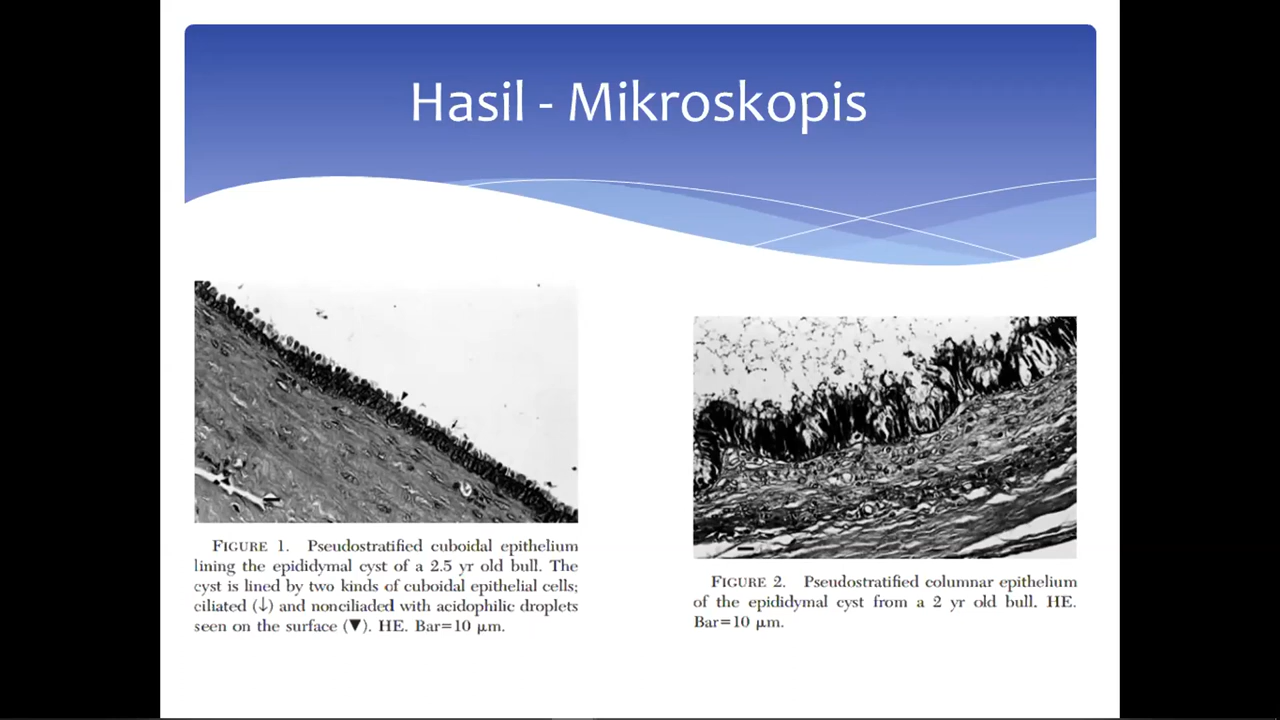 Hasil - Mikroskopis
FIGURE 1. Pseudostratified cuboidal epithelium
lining the epididymal cyst of a 2.5 yr old bull. The
cyst is lined by two kinds of cuboidal epithelial cells;
ciliated (↓) and nonciliaded with acidophilic droplets
seen on the surface (▼). HE. Bar=10 μm.
FIGURE 2. Pseudostratified columnar epithelium
of the epididymal cyst from a 2 yr old bull. HE.
Bar=10 μm.